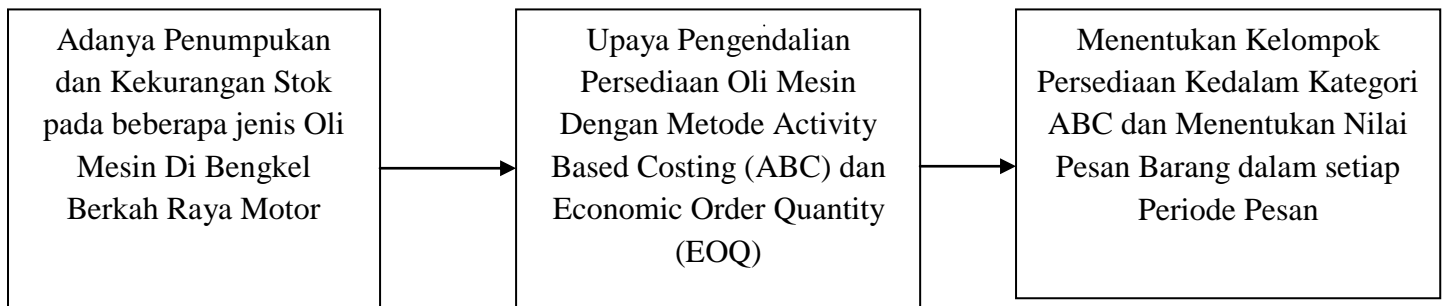 Adanya Penumpukan
dan Kekurangan Stok
pada beberapa jenis Oli
Mesin Di Bengkel
Berkah Raya Motor
Upaya Pengendalian
Persediaan Oli Mesin
Dengan Metode Activity
Based Costing (ABC) dan
Economic Order Quantity
(EOQ)
Menentukan Kelompok
Persediaan Kedalam Kategori
ABC dan Menentukan Nilai
Pesan Barang dalam setiap
Periode Pesan